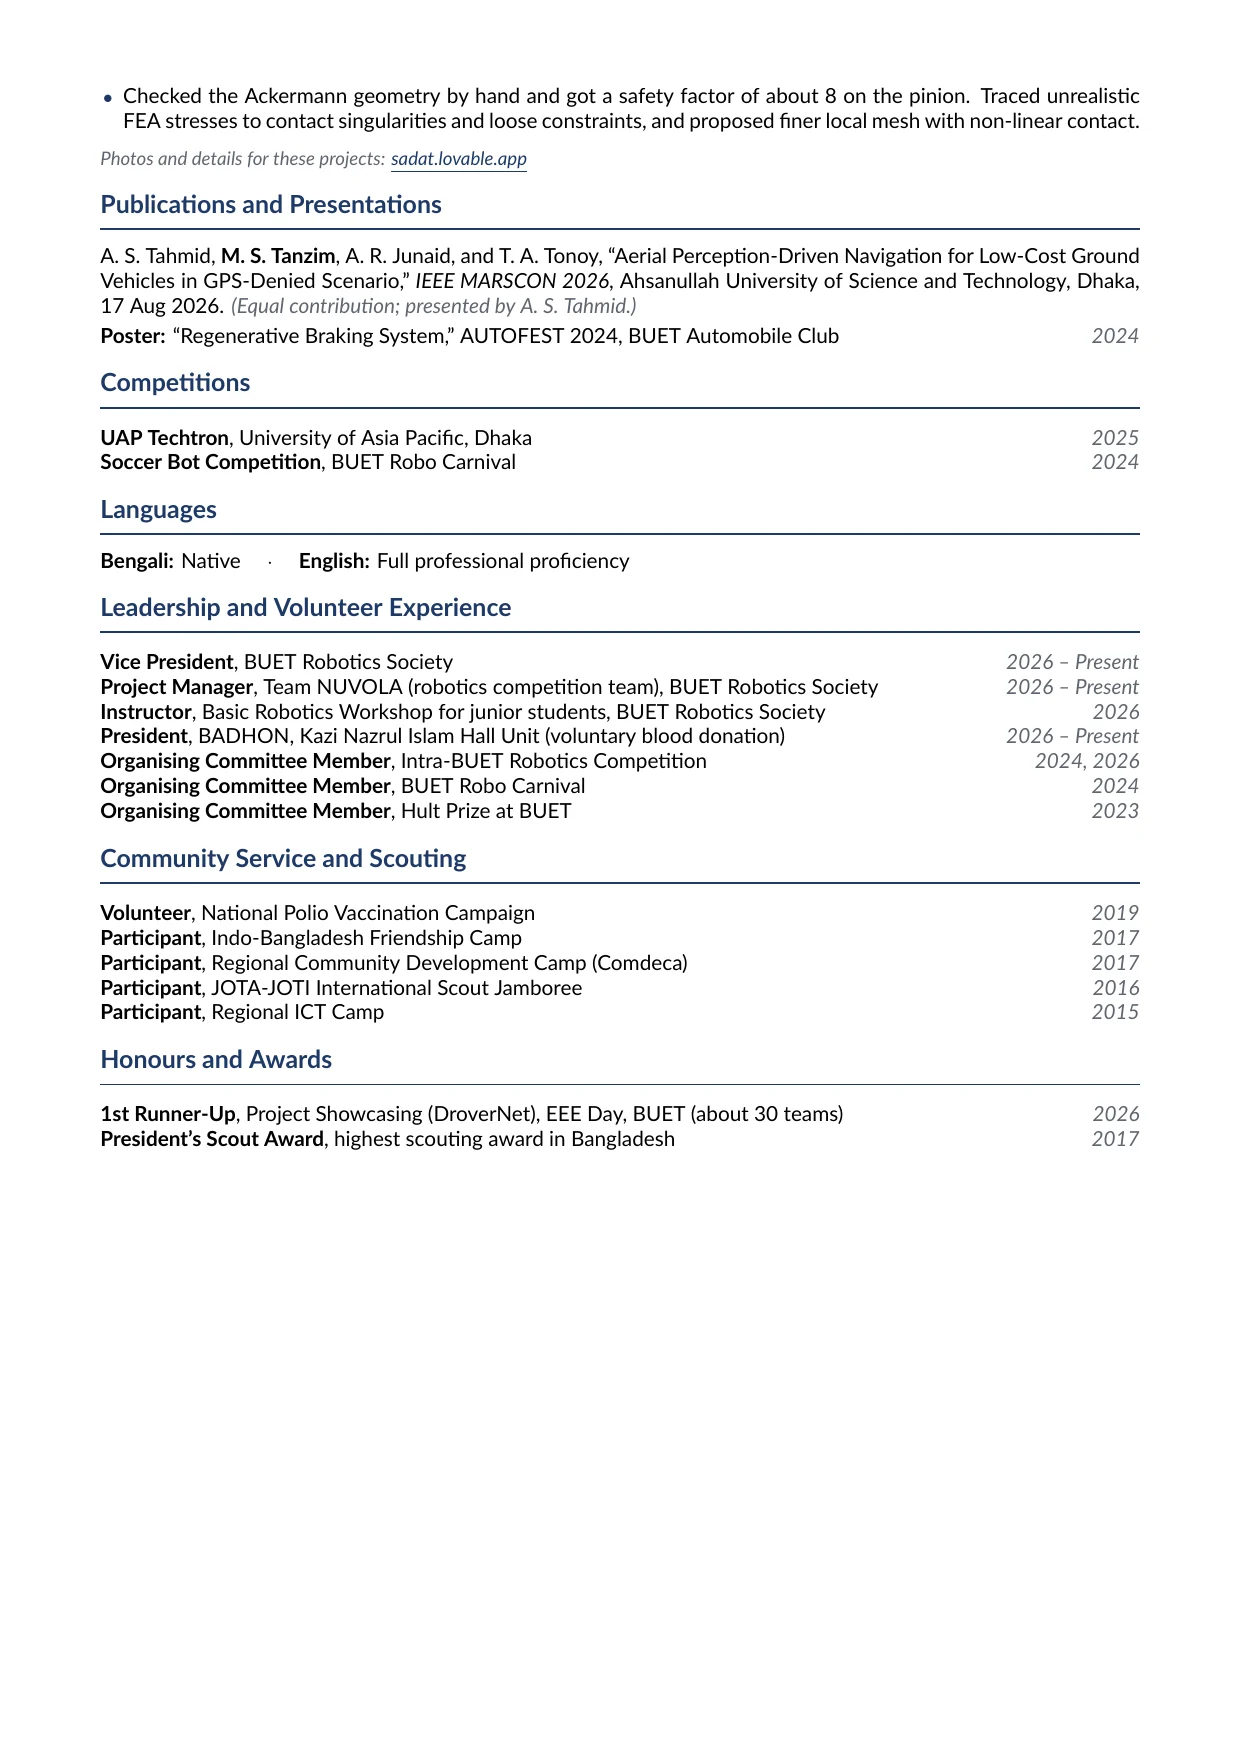 • Checked the Ackermann geometry by hand and got a safety factor of about 8 on the pinion. Traced unrealistic
FEA stresses to contact singularities and loose constraints, and proposed finer local mesh with non-linear contact.
Photos and details for these projects: sadat.lovable.app
Publications and Presentations
A. S. Tahmid, M. S. Tanzim, A. R. Junaid, and T. A. Tonoy, “Aerial Perception-Driven Navigation for Low-Cost Ground
Vehicles in GPS-Denied Scenario,” IEEE MARSCON 2026, Ahsanullah University of Science and Technology, Dhaka,
17 Aug 2026. (Equal contribution; presented by A. S. Tahmid.)
Poster: “Regenerative Braking System,” AUTOFEST 2024, BUET Automobile Club 2024
Competitions
UAP Techtron, University of Asia Pacific, Dhaka 2025
Soccer Bot Competition, BUET Robo Carnival 2024
Languages
Bengali: Native · English: Full professional proficiency
Leadership and Volunteer Experience
Vice President, BUET Robotics Society 2026 – Present
Project Manager, Team NUVOLA (robotics competition team), BUET Robotics Society 2026 – Present
Instructor, Basic Robotics Workshop for junior students, BUET Robotics Society 2026
President, BADHON, Kazi Nazrul Islam Hall Unit (voluntary blood donation) 2026 – Present
Organising Committee Member, Intra-BUET Robotics Competition 2024, 2026
Organising Committee Member, BUET Robo Carnival 2024
Organising Committee Member, Hult Prize at BUET 2023
Community Service and Scouting
Volunteer, National Polio Vaccination Campaign 2019
Participant, Indo-Bangladesh Friendship Camp 2017
Participant, Regional Community Development Camp (Comdeca) 2017
Participant, JOTA-JOTI International Scout Jamboree 2016
Participant, Regional ICT Camp 2015
Honours and Awards
1st Runner-Up, Project Showcasing (DroverNet), EEE Day, BUET (about 30 teams) 2026
President’s Scout Award, highest scouting award in Bangladesh 2017